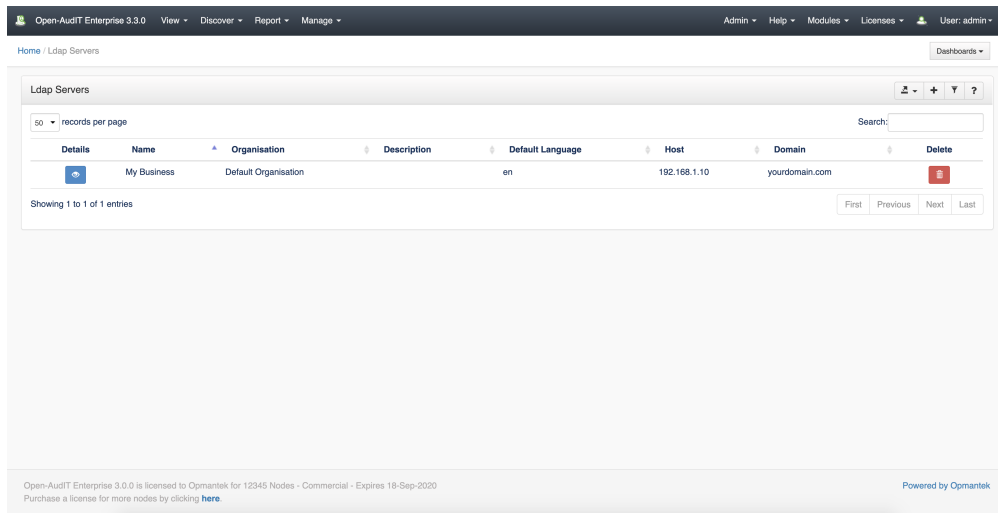 Open-AudIT Enterprise 3.3.0 View Discover Report Manage Admin Help Modules Licenses User: admin
Home / Ldap Servers Dashboards
Ldap Servers
50 records per page Search:
Details Name Organisation Description Default Language Host Domain Delete
My Business Default Organisation en 192.168.1.10 yourdomain.com
Showing 1 to 1 of 1 entries First Previous Next Last
Open-AudIT Enterprise 3.0.0 is licensed to Opmantek for 12345 Nodes - Commercial - Expires 18-Sep-2020 Powered by Opmantek
Purchase a license for more nodes by clicking here.